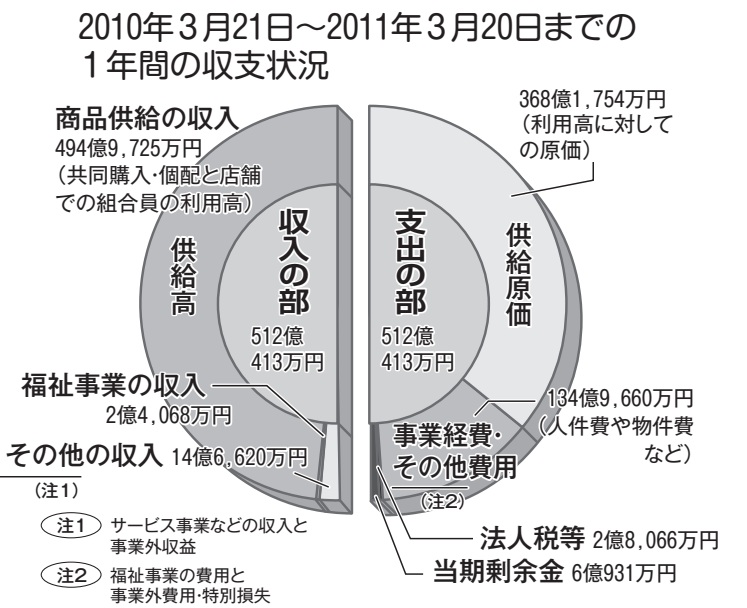 2010年3月21日〜2011年3月20日までの
1年間の収支状況
商品供給の収入
494億9,725万円
（共同購入・個配と店舗
での組合員の利用高）
供給高
収入の部
512億
413万円
福祉事業の収入
2億4,068万円
その他の収入 14億6,620万円
（注1）
368億1,754万円
（利用高に対して
の原価）
供給原価
支出の部
512億
413万円
134億9,660万円
（人件費や物件費
など）
事業経費・
その他費用
（注2）
法人税等 2億8,066万円
当期剰余金 6億931万円
注1 サービス事業などの収入と
事業外収益
注2 福祉事業の費用と
事業外費用・特別損失